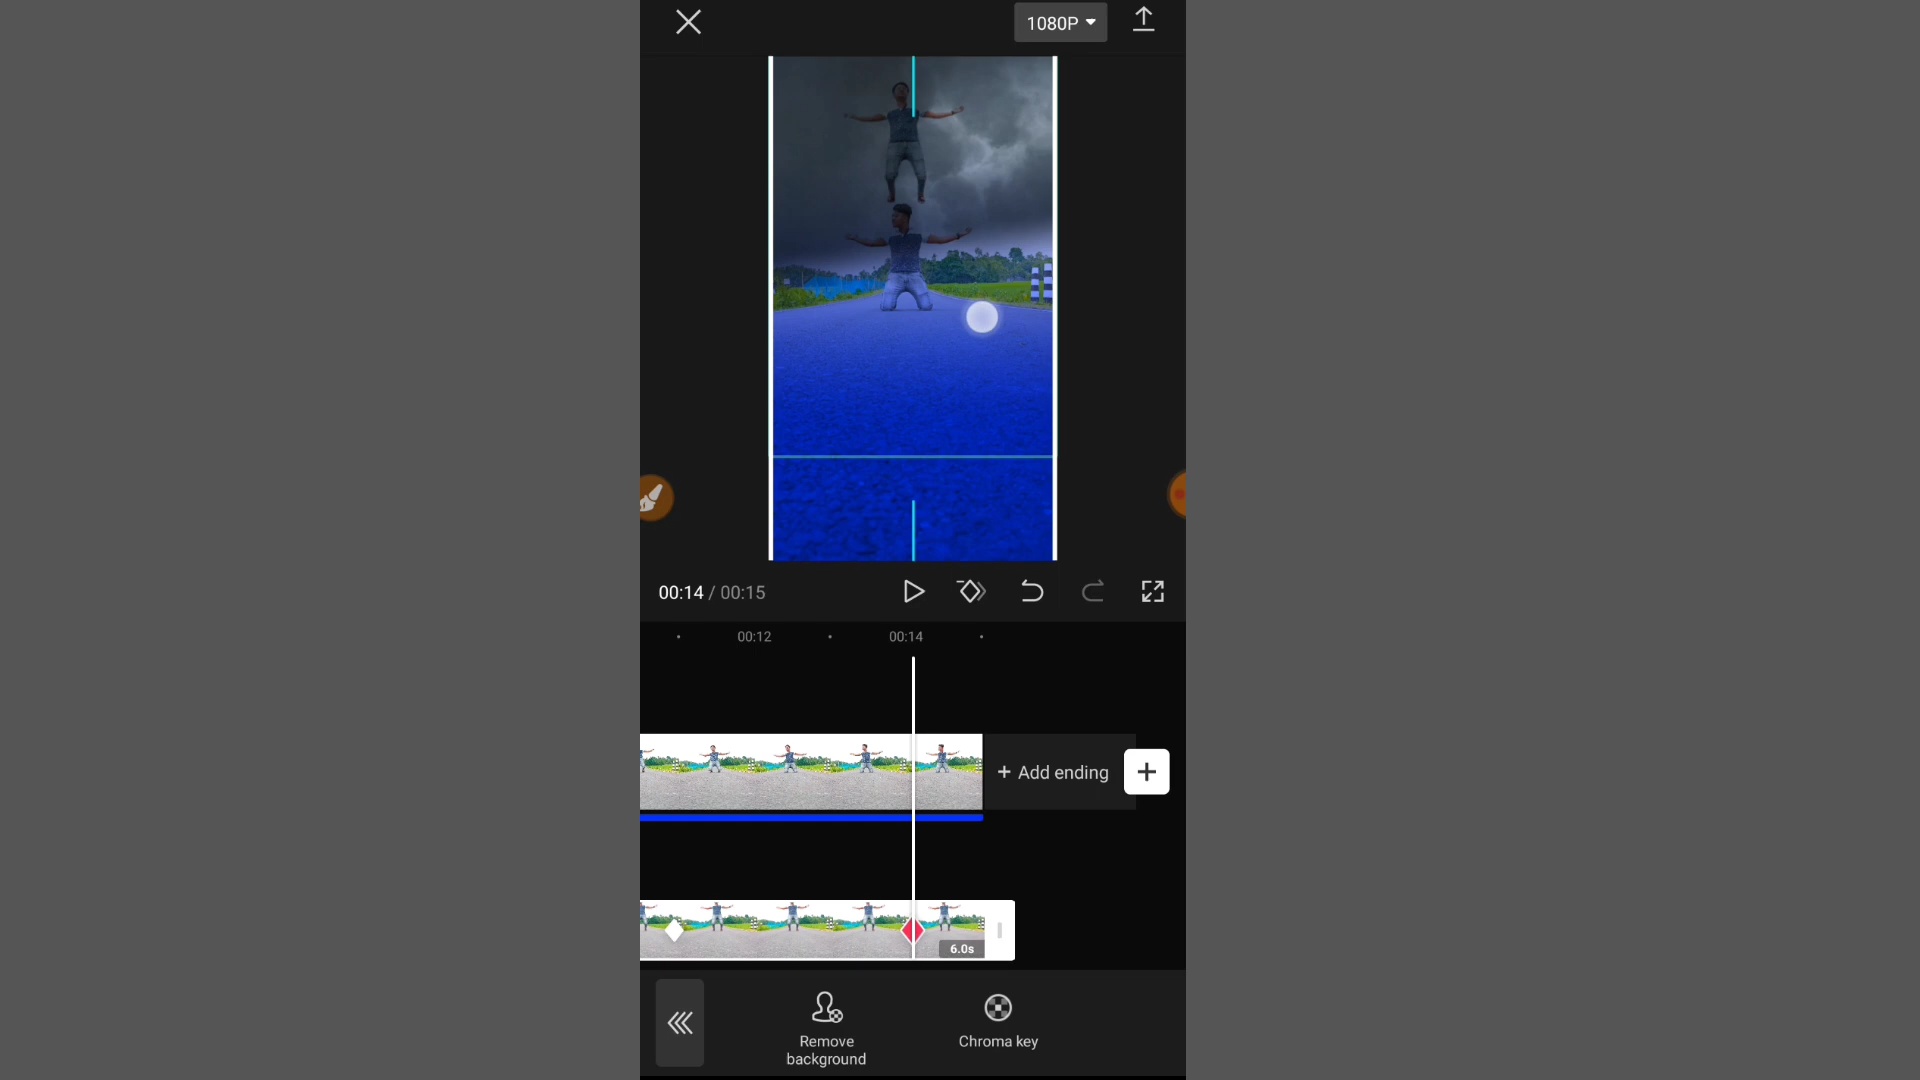 1080P
00:14 / 00:15
00:12
00:14
+ Add ending
6.0s
Remove
background
Chroma key